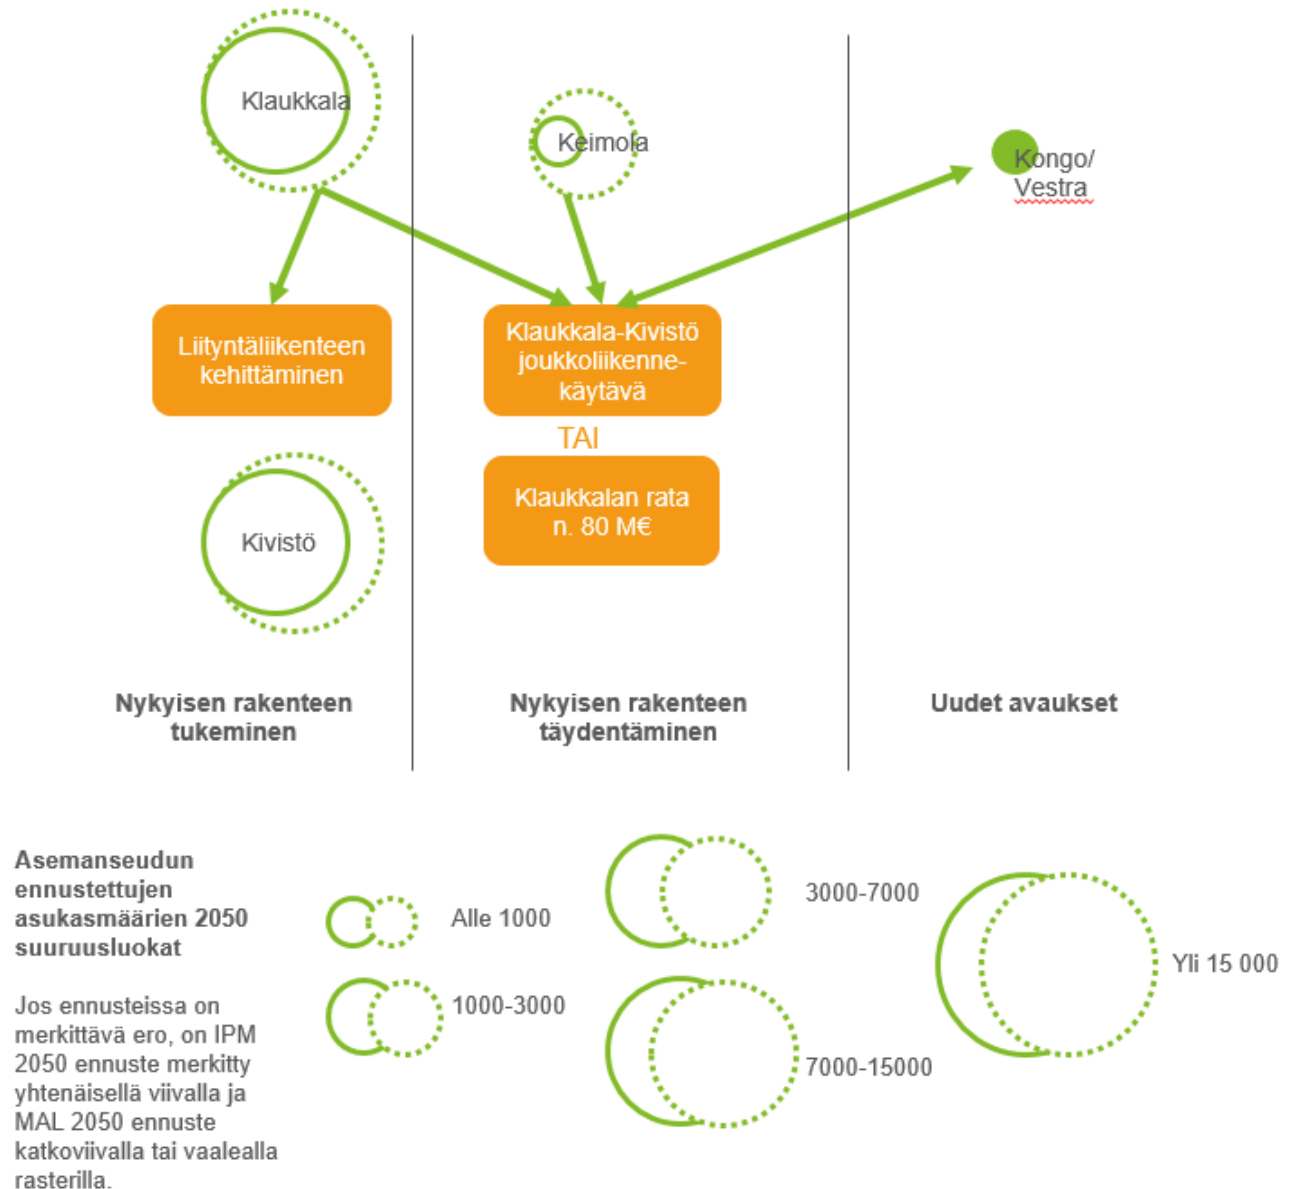 Klaukkala
Keimola
Kongo/
Vestra
Liityntäliikenteen
kehittäminen
Klaukkala-Kivistö
joukkoliikenne-
käytävä
TAI
Klaukkalan rata
n. 80 M€
Kivistö
Nykyisen rakenteen
tukeminen
Nykyisen rakenteen
täydentäminen
Uudet avaukset
Asemanseudun
ennustettujen
asukasmäärien 2050
suuruusluokat
Jos ennusteissa on
merkittävä ero, on IPM
2050 ennuste merkitty
yhtenäisellä viivalla ja
MAL 2050 ennuste
katkoviivalla tai vaalealla
rasterilla.
Alle 1000
1000-3000
3000-7000
7000-15000
Yli 15 000